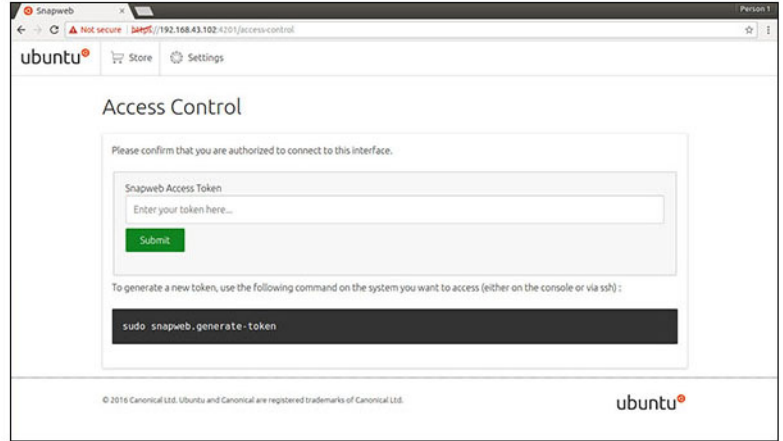 Snapweb
Person 1
Not secure | https://192.168.43.102:4201/access-control
ubuntu
Store
Settings
Access Control
Please confirm that you are authorized to connect to this interface.
Snapweb Access Token
Enter your token here...
Submit
To generate a new token, use the following command on the system you want to access (either on the console or via ssh) :
sudo snapweb.generate-token
© 2016 Canonical Ltd. Ubuntu and Canonical are registered trademarks of Canonical Ltd.
ubuntu